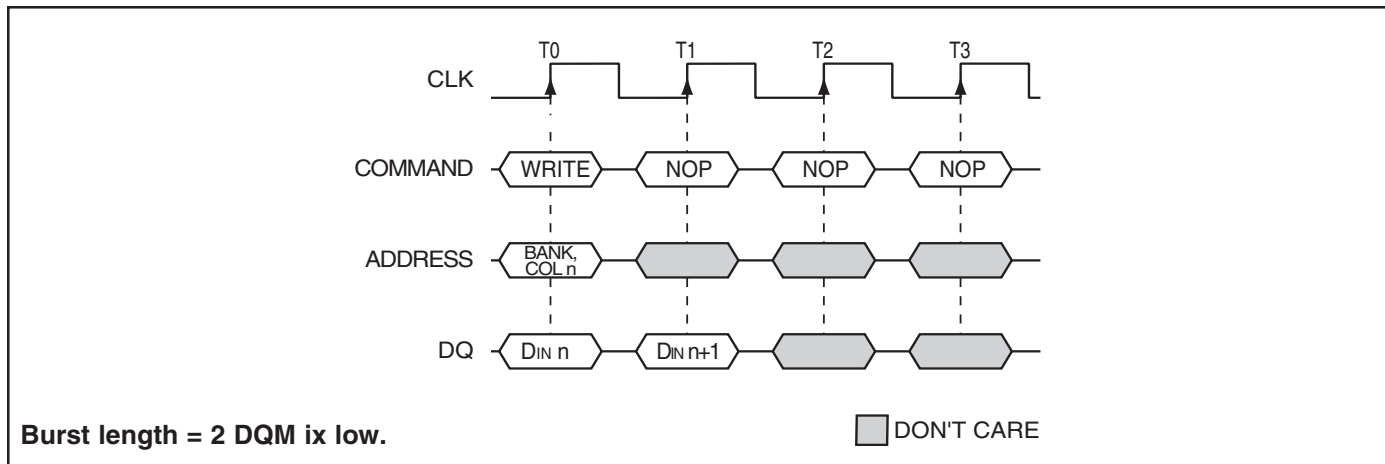 T0 T1 T2 T3
CLK
COMMAND WRITE NOP NOP NOP
ADDRESS BANK,
COL n
DQ DIN n DIN n+1
Burst length = 2 DQM ix low.
DON'T CARE